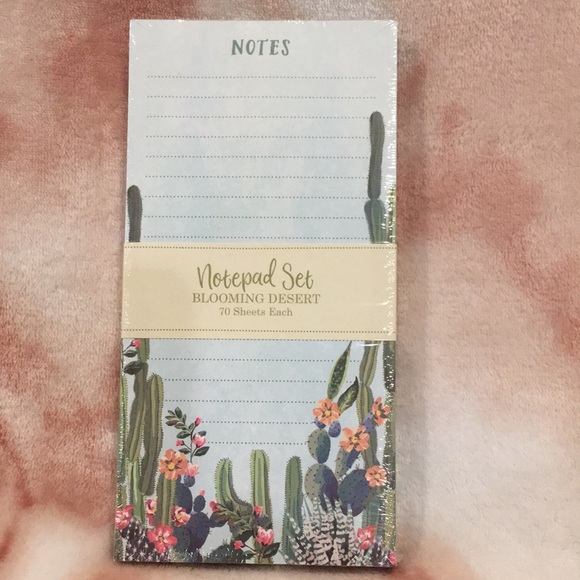 NOTES
Notepad Set
BLOOMING DESERT
70 Sheets Each